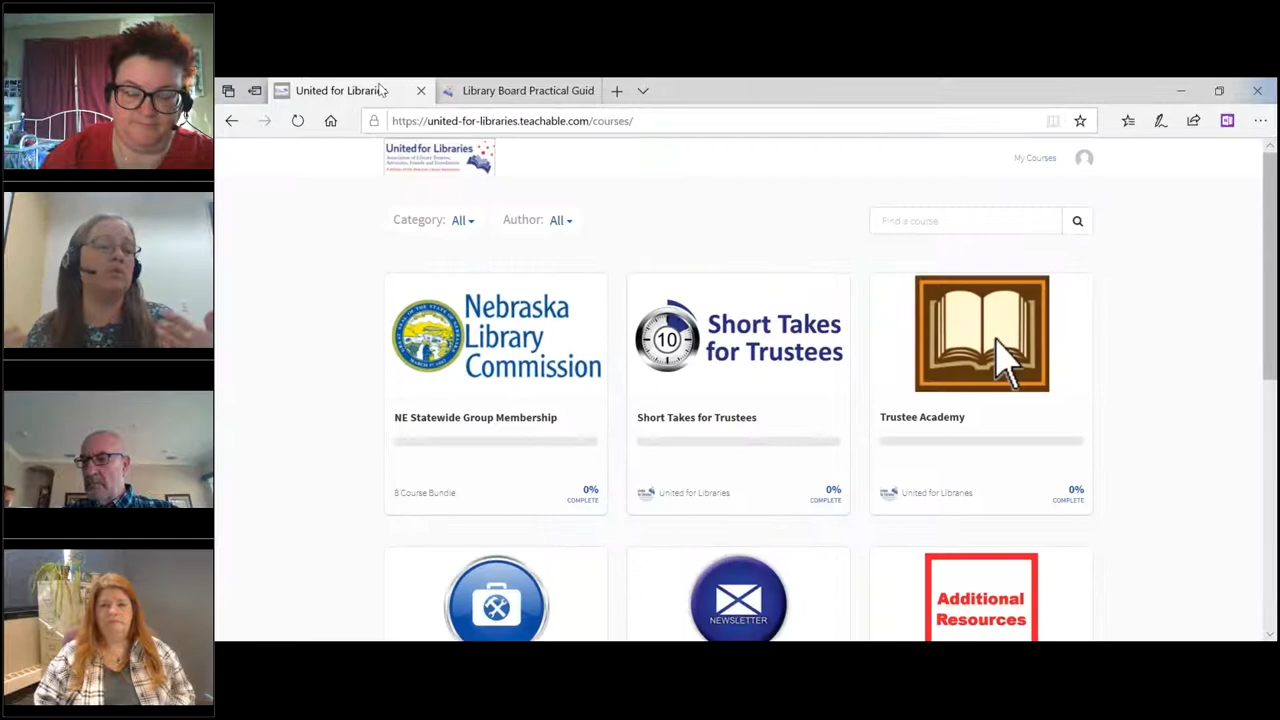 United for Librarie
Library Board Practical Guid
https://united-for-libraries.teachable.com/courses/
United for Libraries
My Courses
Category: All
Author: All
Find a course
Nebraska
Library
Commission
NE Statewide Group Membership
8 Course Bundle
0%
COMPLETE
10
Short Takes
for Trustees
Short Takes for Trustees
United for Libraries
0%
COMPLETE
Trustee Academy
United for Libraries
0%
COMPLETE
NEWSLETTER
Additional
Resources